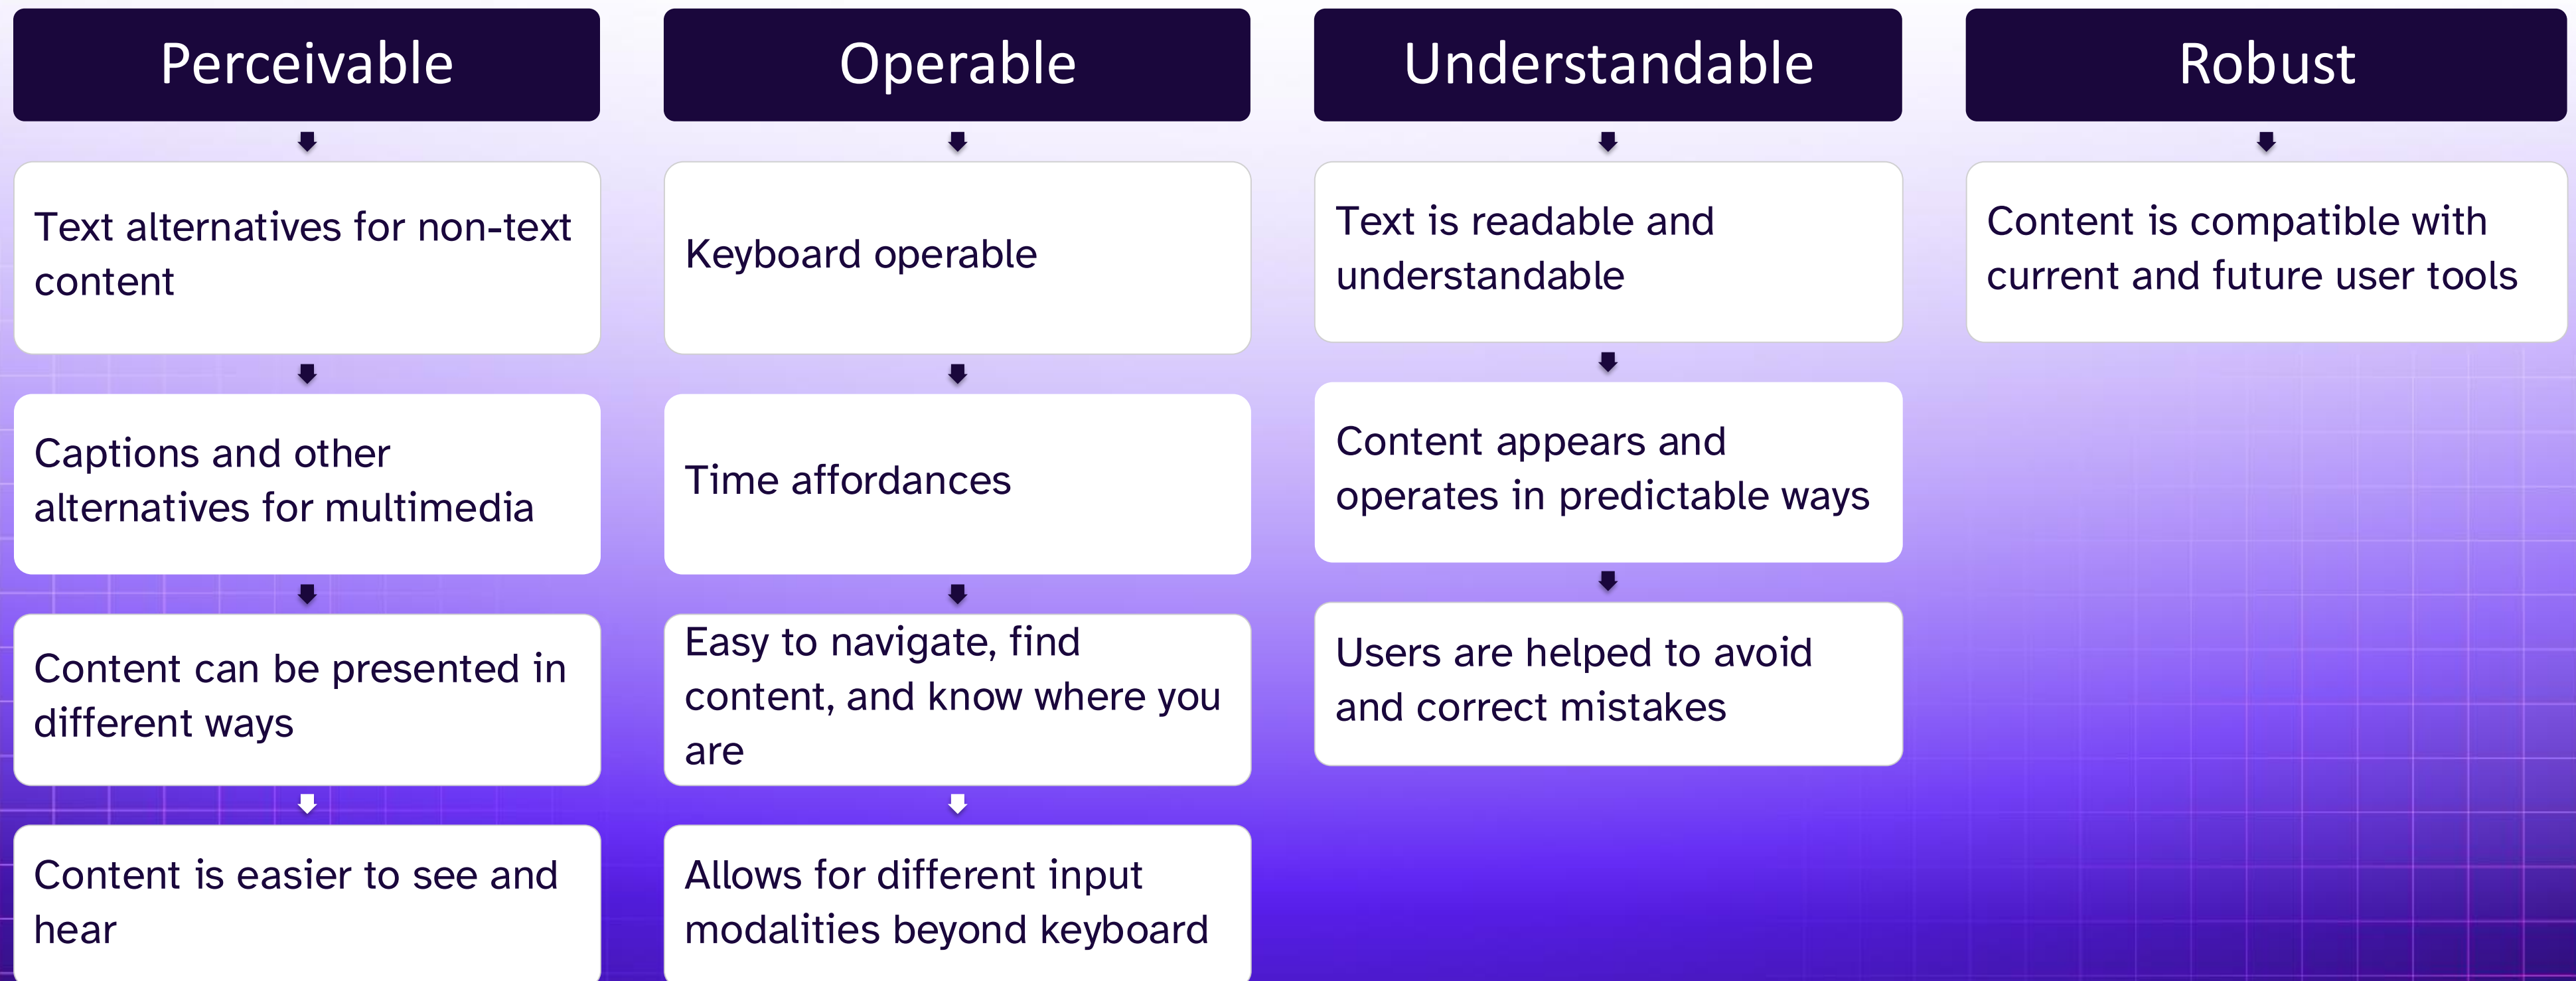 Perceivable
Text alternatives for non-text
content
Captions and other
alternatives for multimedia
Content can be presented in
different ways
Content is easier to see and
hear
Operable
Keyboard operable
Time affordances
Easy to navigate, find
content, and know where you
are
Allows for different input
modalities beyond keyboard
Understandable
Text is readable and
understandable
Content appears and
operates in predictable ways
Users are helped to avoid
and correct mistakes
Robust
Content is compatible with
current and future user tools